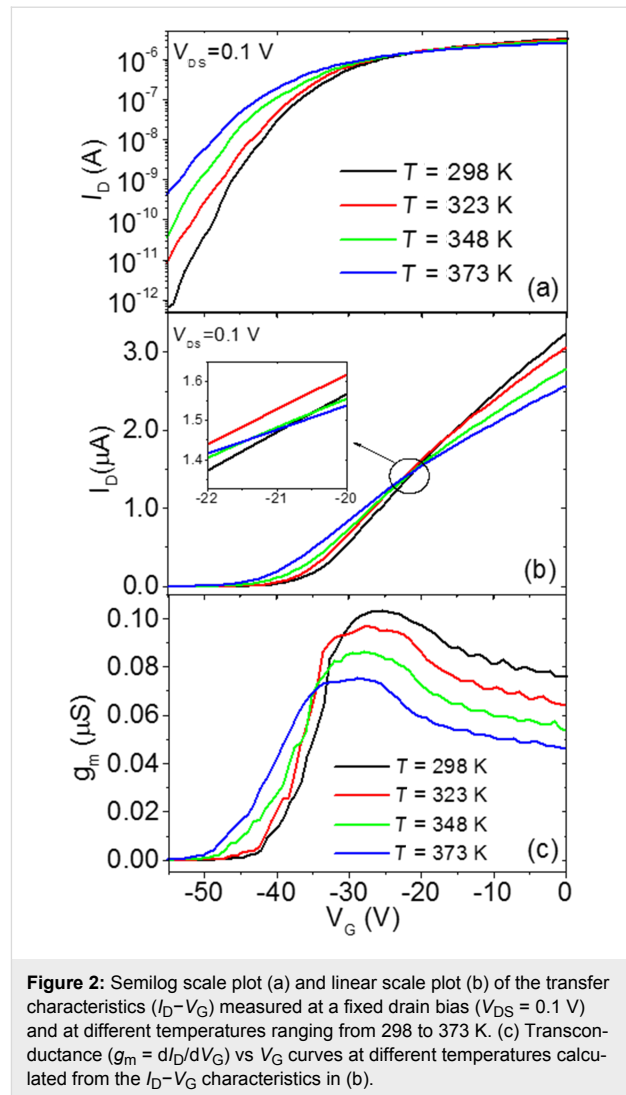 V_DS=0.1 V
10^-6
10^-7
10^-8
10^-9
10^-10
10^-11
10^-12
I_D (A)
T = 298 K
T = 323 K
T = 348 K
T = 373 K
(a)
V_DS=0.1 V
3.0
2.0
1.0
0.0
I_D(μA)
1.6
1.5
1.4
-22
-21
-20
(b)
0.10
0.08
0.06
0.04
0.02
0.00
g_m (μS)
T = 298 K
T = 323 K
T = 348 K
T = 373 K
(c)
-50 -40 -30 -20 -10 0
V_G (V)
Figure 2: Semilog scale plot (a) and linear scale plot (b) of the transfer
characteristics (I_D−V_G) measured at a fixed drain bias (V_DS = 0.1 V)
and at different temperatures ranging from 298 to 373 K. (c) Transcon-
ductance (g_m = dI_D/dV_G) vs V_G curves at different temperatures calcu-
lated from the I_D−V_G characteristics in (b).